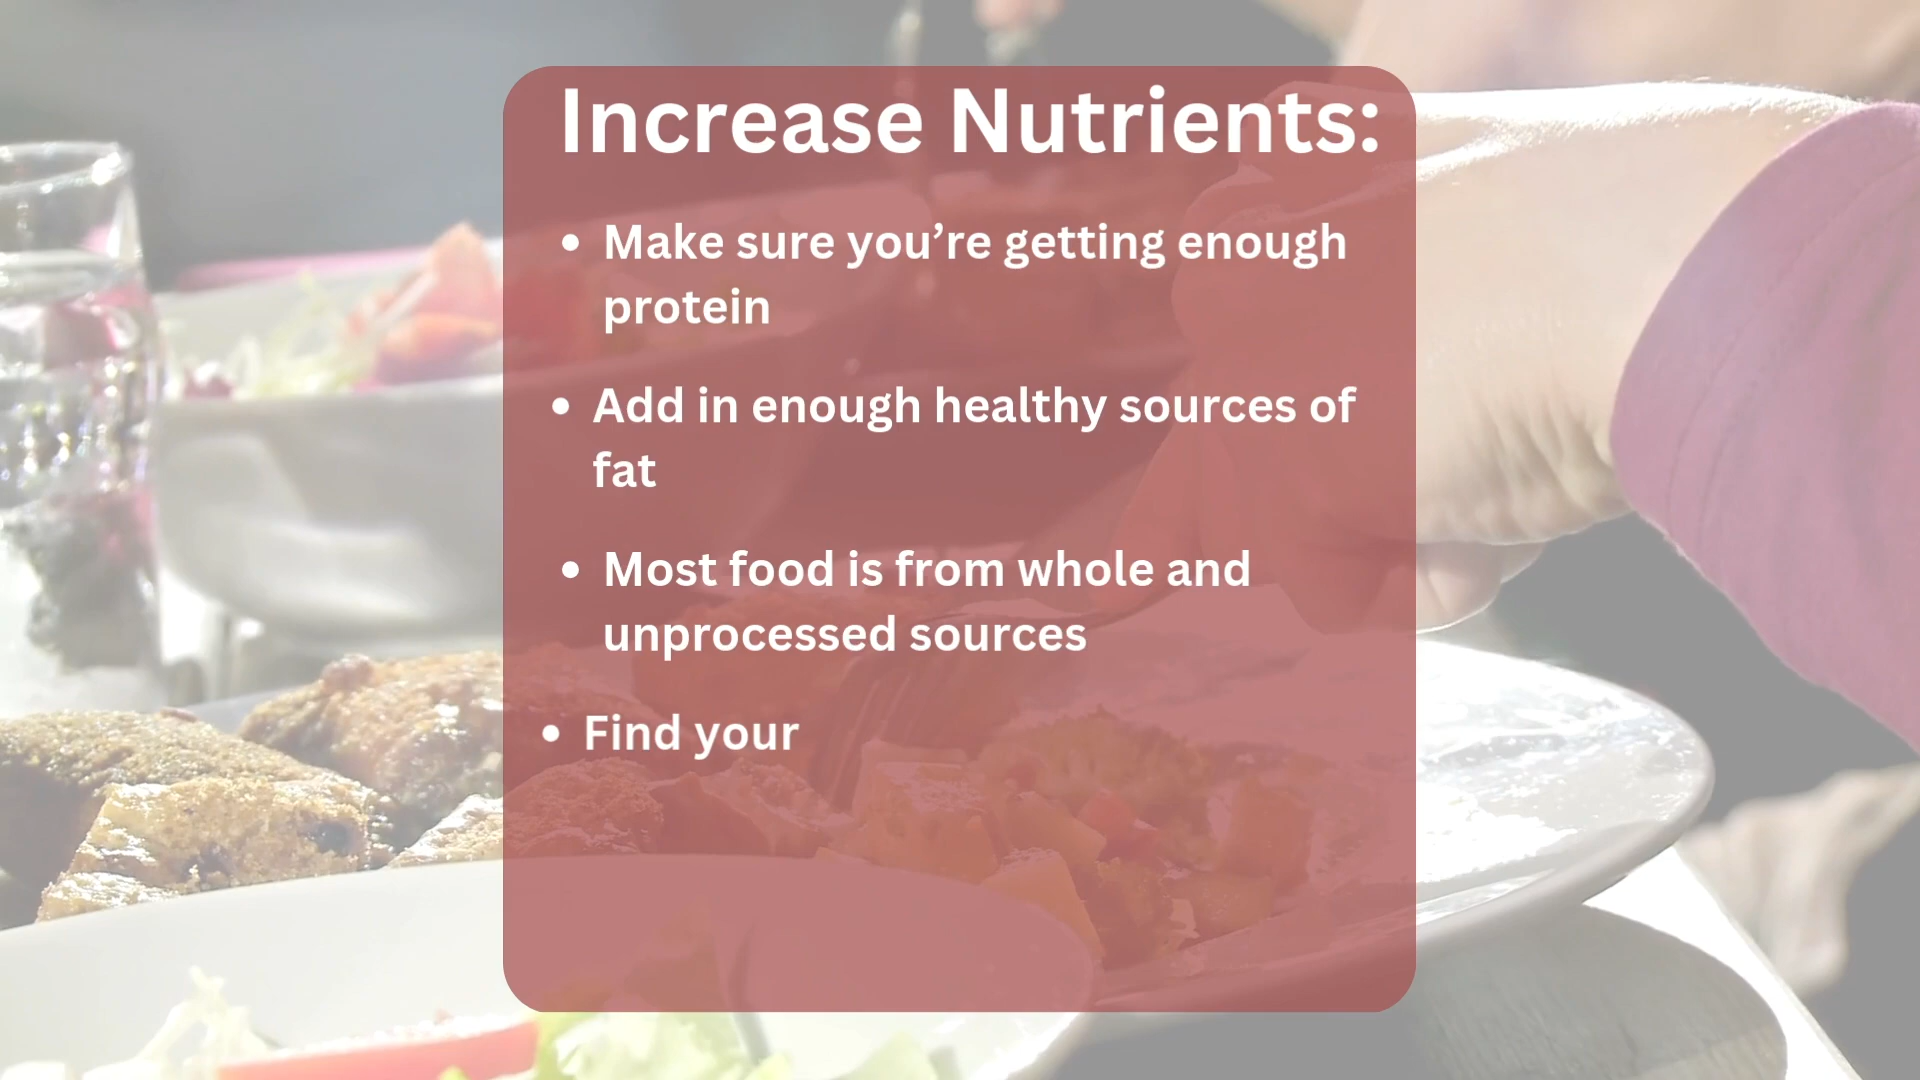 Increase Nutrients:
• Make sure you’re getting enough
protein
• Add in enough healthy sources of
fat
• Most food is from whole and
unprocessed sources
• Find your